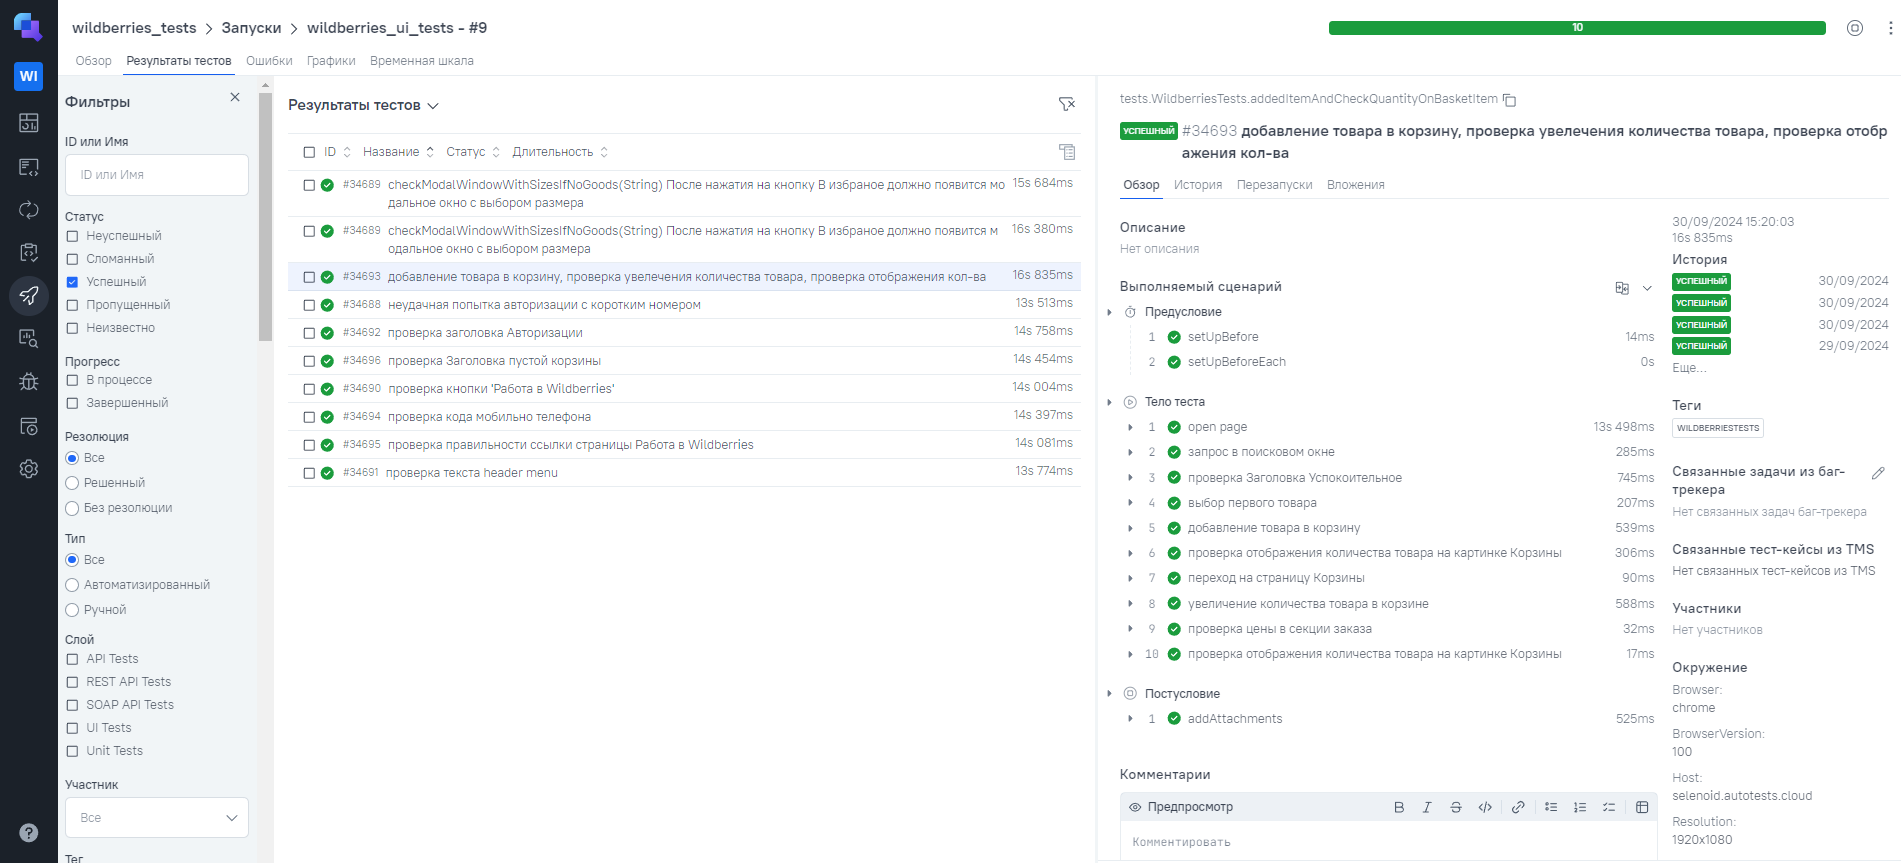 wildberries_tests > Запуски > wildberries_ui_tests - #9
10
WI
Обзор Результаты тестов Ошибки Графики Временная шкала
Фильтры
ID или Имя
ID или Имя
Статус
Неуспешный
Сломанный
Успешный
Пропущенный
Неизвестно
Прогресс
В процессе
Завершенный
Резолюция
Все
Решенный
Без резолюции
Тип
Все
Автоматизированный
Ручной
Слой
API Tests
REST API Tests
SOAP API Tests
UI Tests
Unit Tests
Участник
Все
Тег
Результаты тестов
ID Название Статус Длительность
#34689 checkModalWindowWithSizesIfNoGoods(String) После нажатия на кнопку В избраное должно появится мо 15s 684ms
дальное окно с выбором размера
#34689 checkModalWindowWithSizesIfNoGoods(String) После нажатия на кнопку В избраное должно появится м 16s 380ms
одальное окно с выбором размера
#34693 добавление товара в корзину, проверка увелечения количества товара, проверка отображения кол-ва 16s 835ms
#34688 неудачная попытка авторизации с коротким номером 13s 513ms
#34692 проверка заголовка Авторизации 14s 758ms
#34696 проверка Заголовка пустой корзины 14s 454ms
#34690 проверка кнопки 'Работа в Wildberries' 14s 004ms
#34694 проверка кода мобильно телефона 14s 397ms
#34695 проверка правильности ссылки страницы Работа в Wildberries 14s 081ms
#34691 проверка текста header menu 13s 774ms
tests.WildberriesTests.addedItemAndCheckQuantityOnBasketItem
УСПЕШНЫЙ #34693 добавление товара в корзину, проверка увелечения количества товара, проверка отобр
ажения кол-ва
Обзор История Перезапуски Вложения
Описание
Нет описания
Выполняемый сценарий
Предусловие
1 setUpBefore 14ms
2 setUpBeforeEach 0s
Тело теста
1 open page 13s 498ms
2 запрос в поисковом окне 285ms
3 проверка Заголовка Успокоительное 745ms
4 выбор первого товара 207ms
5 добавление товара в корзину 539ms
6 проверка отображения количества товара на картинке Корзины 306ms
7 переход на страницу Корзины 90ms
8 увеличение количества товара в корзине 588ms
9 проверка цены в секции заказа 32ms
10 проверка отображения количества товара на картинке Корзины 17ms
Постусловие
1 addAttachments 525ms
Комментарии
Предпросмотр
Комментировать
30/09/2024 15:20:03
16s 835ms
История
УСПЕШНЫЙ 30/09/2024
УСПЕШНЫЙ 30/09/2024
УСПЕШНЫЙ 30/09/2024
УСПЕШНЫЙ 29/09/2024
Еще...
Теги
WILDBERRIESTESTS
Связанные задачи из баг-
трекера
Нет связанных задач баг-трекера
Связанные тест-кейсы из TMS
Нет связанных тест-кейсов из TMS
Участники
Нет участников
Окружение
Browser:
chrome
BrowserVersion:
100
Host:
selenoid.autotests.cloud
Resolution:
1920x1080